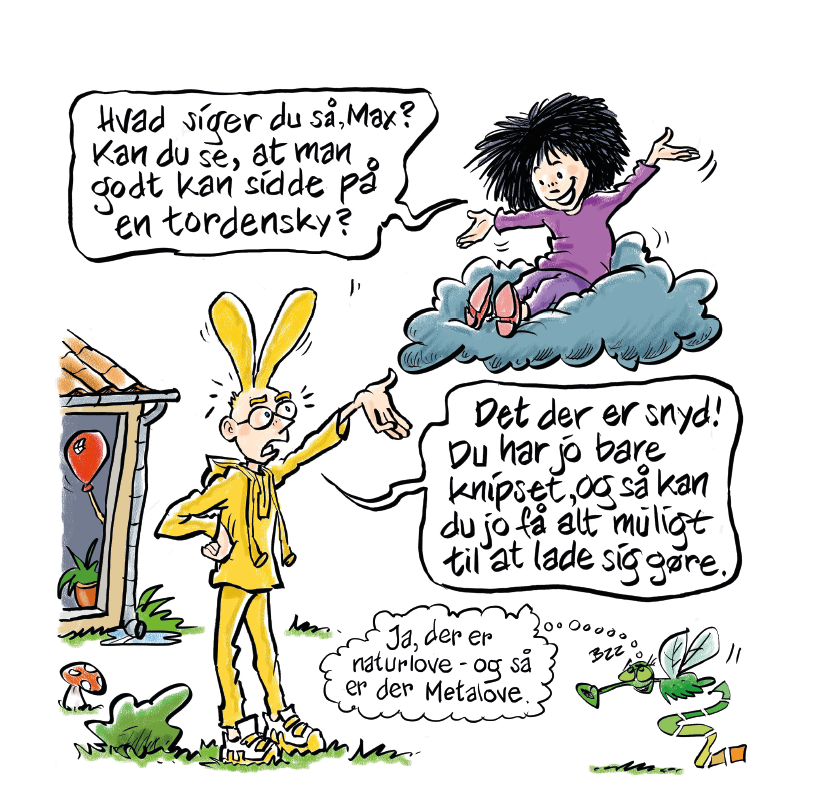 Hvad siger du så, Max?
Kan du se, at man
godt kan sidde på
en tordensky?
Det der er snyd!
Du har jo bare
knipset, og så kan
du jo få alt muligt
til at lade sig gøre.
Ja, der er
naturlove - og så
er der Metalove.
BZZ